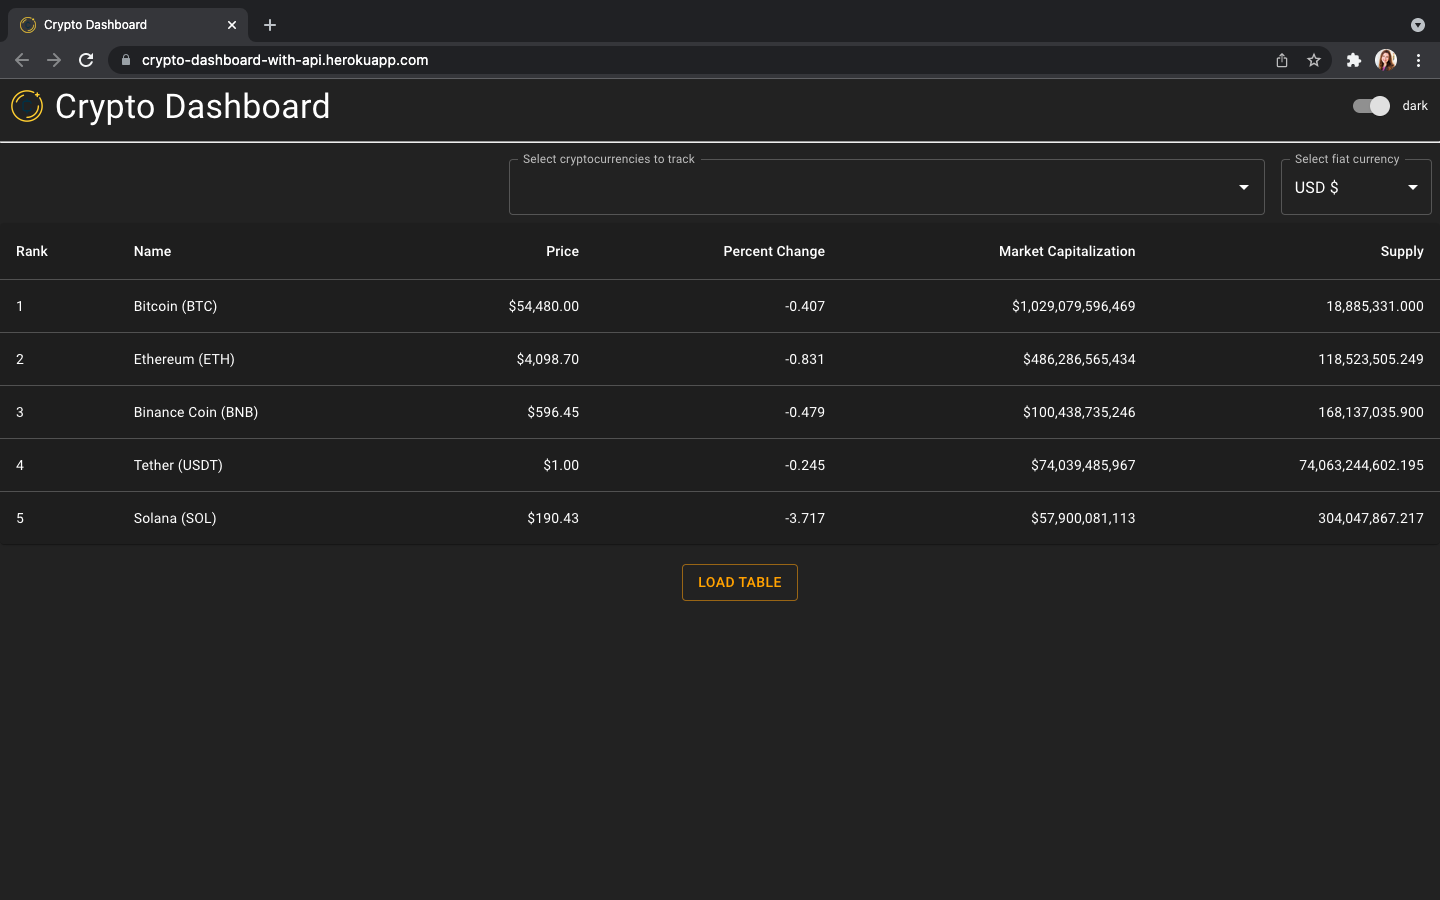 Crypto Dashboard
crypto-dashboard-with-api.herokuapp.com
Crypto Dashboard
dark
Select cryptocurrencies to track
Select fiat currency
USD $
Rank Name Price Percent Change Market Capitalization Supply
1 Bitcoin (BTC) $54,480.00 -0.407 $1,029,079,596,469 18,885,331.000
2 Ethereum (ETH) $4,098.70 -0.831 $486,286,565,434 118,523,505.249
3 Binance Coin (BNB) $596.45 -0.479 $100,438,735,246 168,137,035.900
4 Tether (USDT) $1.00 -0.245 $74,039,485,967 74,063,244,602.195
5 Solana (SOL) $190.43 -3.717 $57,900,081,113 304,047,867.217
LOAD TABLE